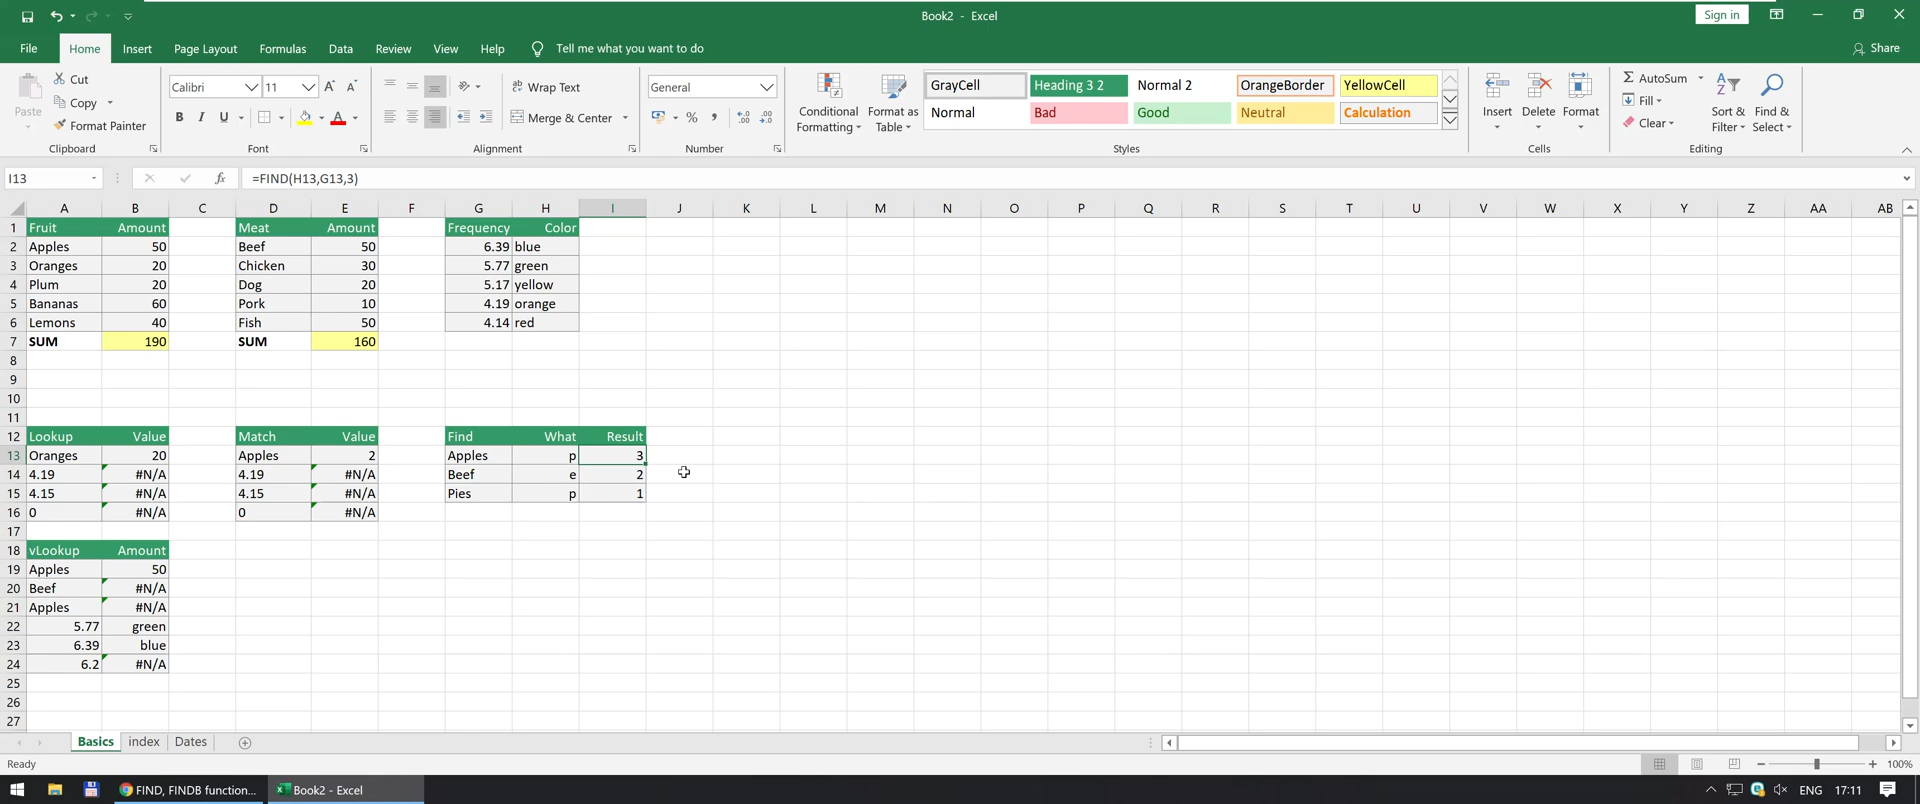 Book2 - Excel
Sign in
File Home Insert Page Layout Formulas Data Review View Help Tell me what you want to do Share
Paste Cut Copy Format Painter Clipboard
Calibri 11 B I U A A Font
Wrap Text Merge & Center Alignment
General % Number
Conditional Formatting Format as Table
GrayCell Heading 3 2 Normal 2 OrangeBorder YellowCell
Normal Bad Good Neutral Calculation
Styles
Insert Delete Format Cells
AutoSum Fill Clear Sort & Filter Find & Select Editing
I13 fx =FIND(H13,G13,3)
A B C D E F G H I J K L M N O P Q R S T U V W X Y Z AA AB
1 Fruit Amount Meat Amount Frequency Color
2 Apples 50 Beef 50 6.39 blue
3 Oranges 20 Chicken 30 5.77 green
4 Plum 20 Dog 20 5.17 yellow
5 Bananas 60 Pork 10 4.19 orange
6 Lemons 40 Fish 50 4.14 red
7 SUM 190 SUM 160
8
9
10
11
12 Lookup Value Match Value Find What Result
13 Oranges 20 Apples 2 Apples p 3
14 4.19 #N/A 4.19 #N/A Beef e 2
15 4.15 #N/A 4.15 #N/A Pies p 1
16 0 #N/A 0 #N/A
17
18 vLookup Amount
19 Apples 50
20 Beef #N/A
21 Apples #N/A
22 5.77 green
23 6.39 blue
24 6.2 #N/A
25
26
27
Basics index Dates
Ready 100%
FIND, FINDB function... Book2 - Excel ENG 17:11